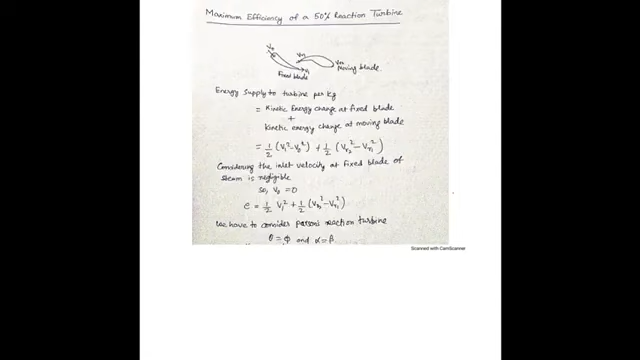 Maximum Efficiency of a 50% Reaction Turbine
V₀
V₁
Fixed blade
Vr₁
Vr₂
Moving blade.
Energy supply to turbine per kg
= Kinetic Energy change at fixed blade
+
Kinetic energy change at moving blade
= 1/2 (V₁² - V₀²) + 1/2 (Vr₂² - Vr₁²)
Considering the inlet velocity at fixed blade of
steam is negligible
so, V₀ = 0
e = 1/2 V₁² + 1/2 (Vr₂² - Vr₁²)
We have to consider Parson's reaction turbine
θ = φ and α = β
Scanned with CamScanner